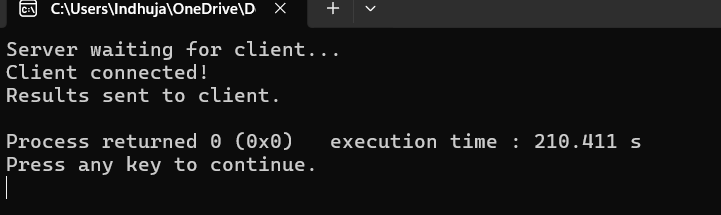 C:\Users\Indhuja\OneDrive\D
Server waiting for client...
Client connected!
Results sent to client.
Process returned 0 (0x0)   execution time : 210.411 s
Press any key to continue.